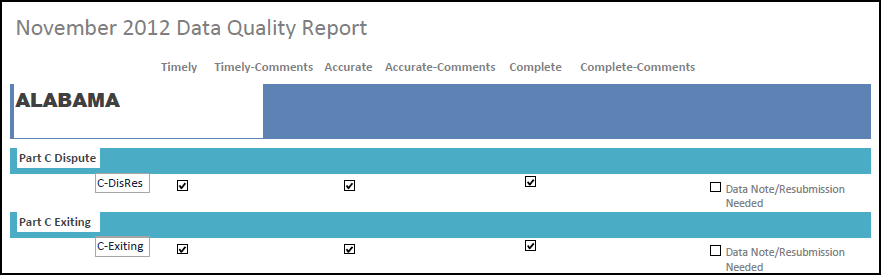 November 2012 Data Quality Report
Timely Timely-Comments Accurate Accurate-Comments Complete Complete-Comments
ALABAMA
Part C Dispute
C-DisRes Data Note/Resubmission
Needed
Part C Exiting
C-Exiting Data Note/Resubmission
Needed